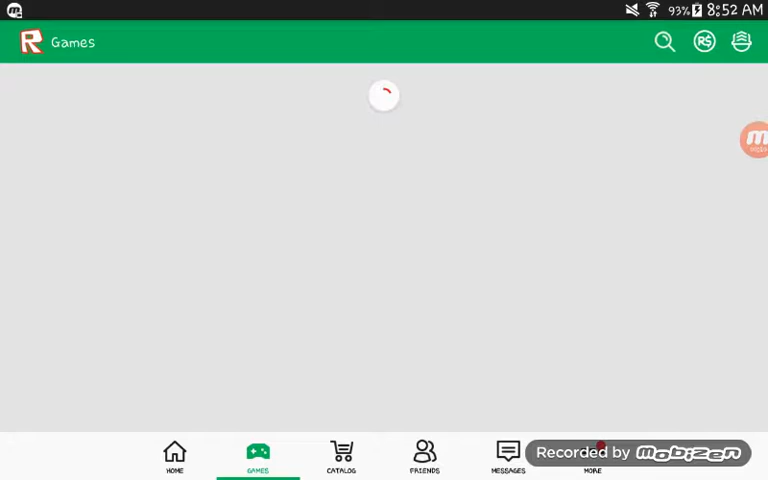 93% 8:52 AM
R Games R$
HOME GAMES CATALOG FRIENDS MESSAGES MORE
Recorded by mobizen